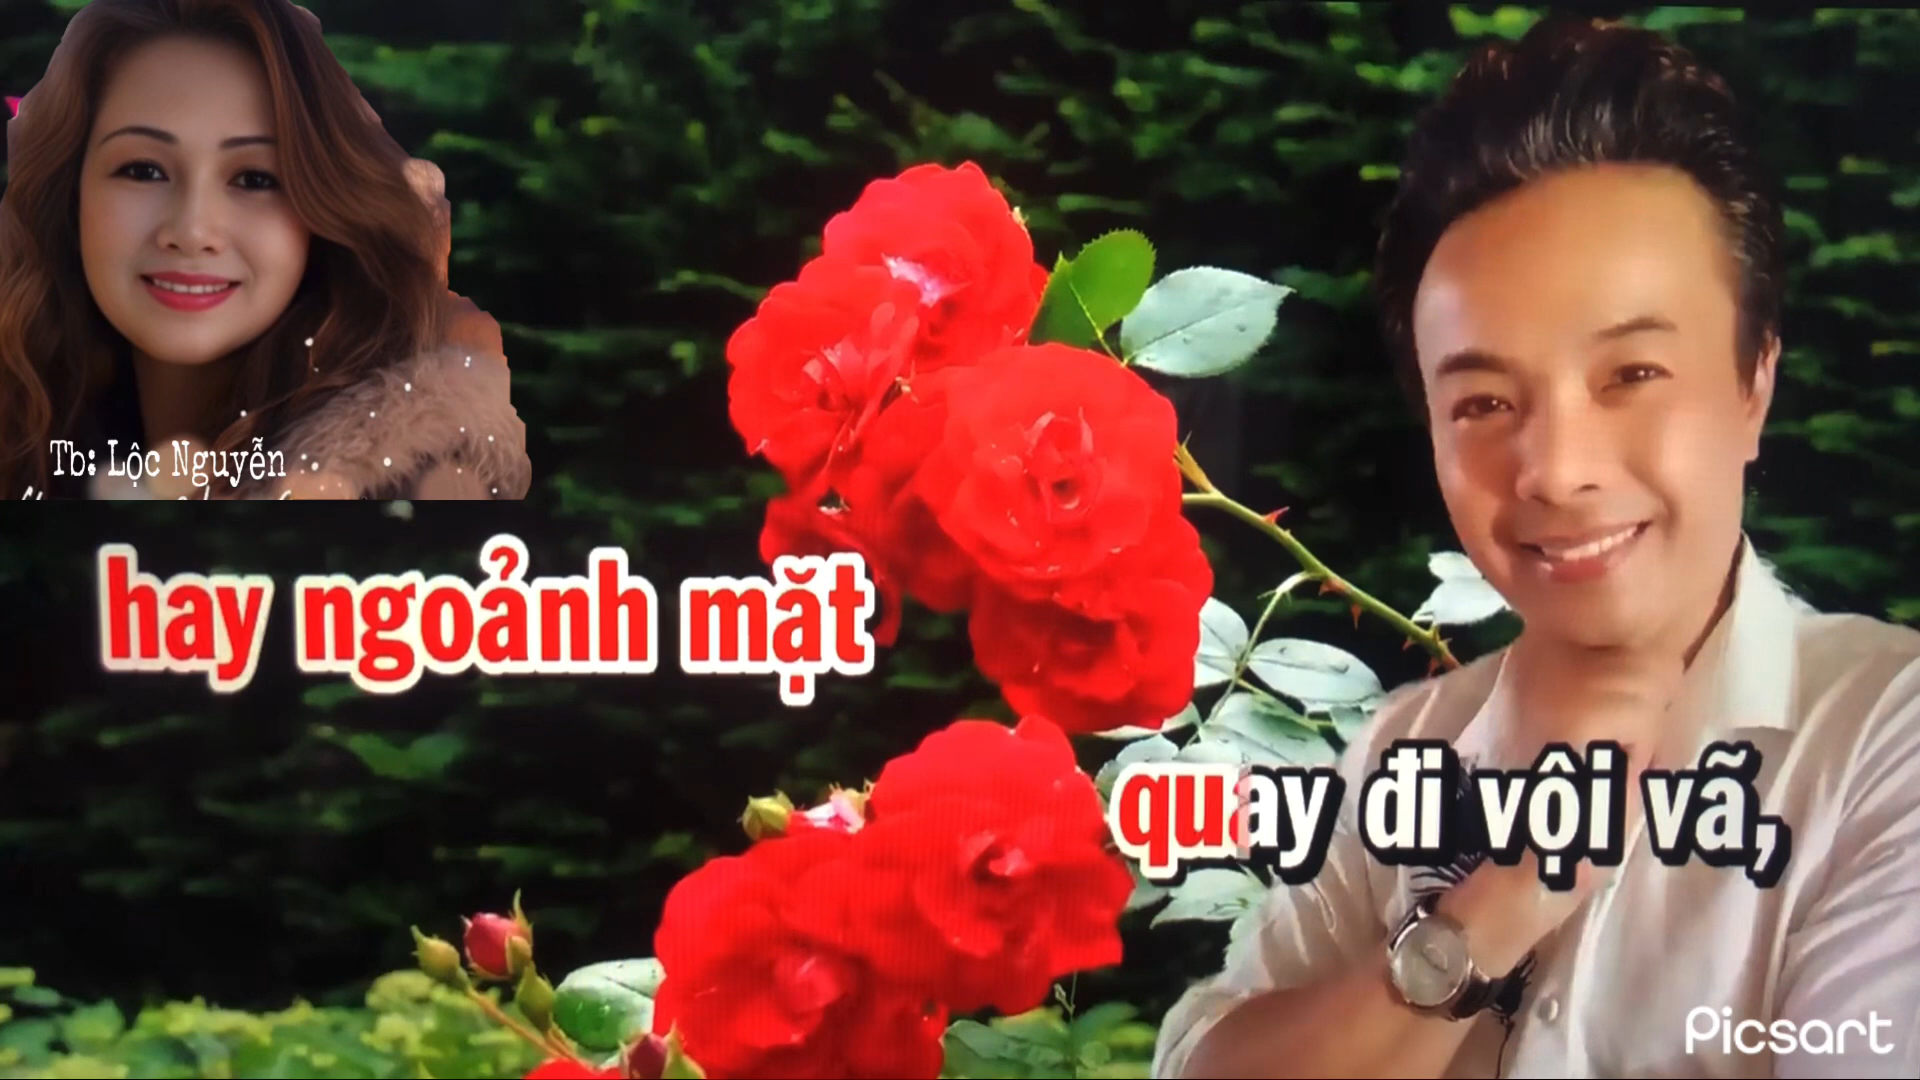 Tb: Lộc Nguyễn
hay ngoảnh mặt
quay đi vội vã,
Picsart